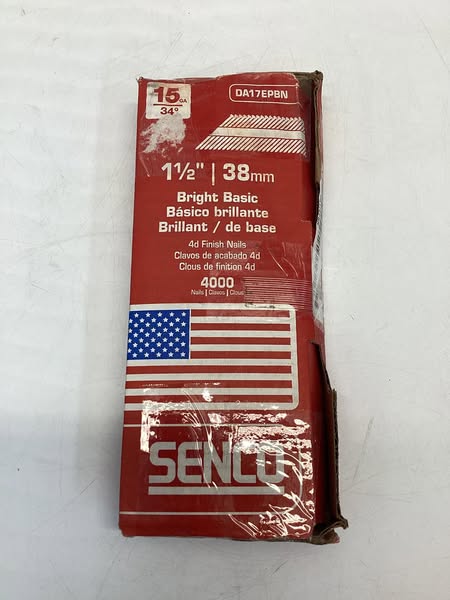 15GA
34º
DA17EPBN
1½" | 38mm
Bright Basic
Básico brillante
Brillant / de base
4d Finish Nails
Clavos de acabado 4d
Clous de finition 4d
4000
Nails | Clavos | Clous
SENCO